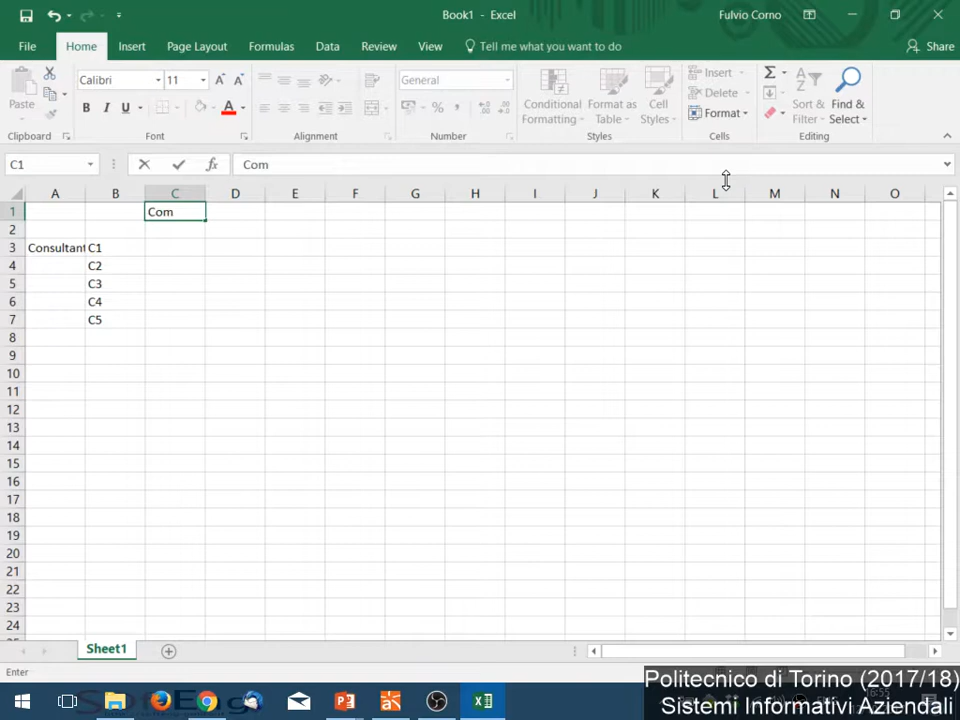 Book1 - Excel
Fulvio Corno
File Home Insert Page Layout Formulas Data Review View Tell me what you want to do Share
Paste
Calibri 11
B I U A
General
% ,
Conditional Formatting
Format as Table
Cell Styles
Insert
Delete
Format
Σ
Sort & Filter
Find & Select
Clipboard Font Alignment Number Styles Cells Editing
C1 fx Com
A B C D E F G H I J K L M N O
1 Com
2
3 Consultant C1
4 C2
5 C3
6 C4
7 C5
8
9
10
11
12
13
14
15
16
17
18
19
20
21
22
23
24
Sheet1
Enter
Politecnico di Torino (2017/18)
16:55
Sistemi Informativi Aziendali